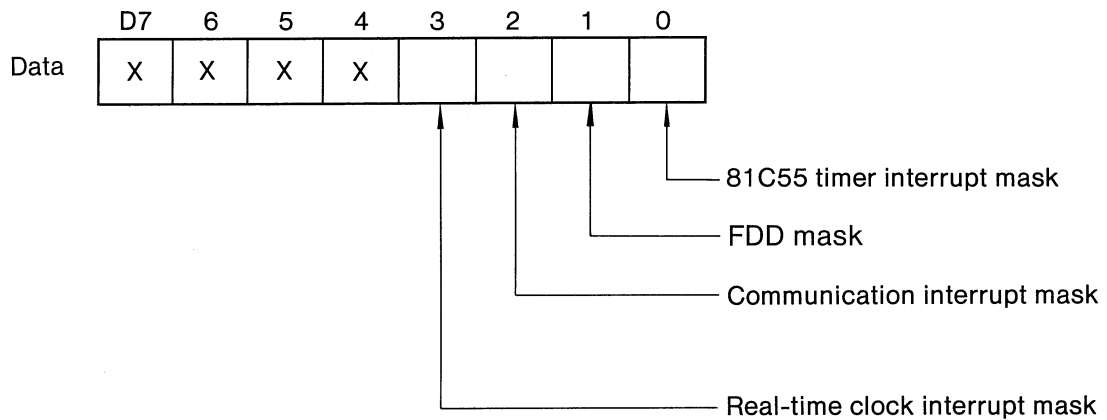 D7 6 5 4 3 2 1 0
Data X X X X
81C55 timer interrupt mask
FDD mask
Communication interrupt mask
Real-time clock interrupt mask